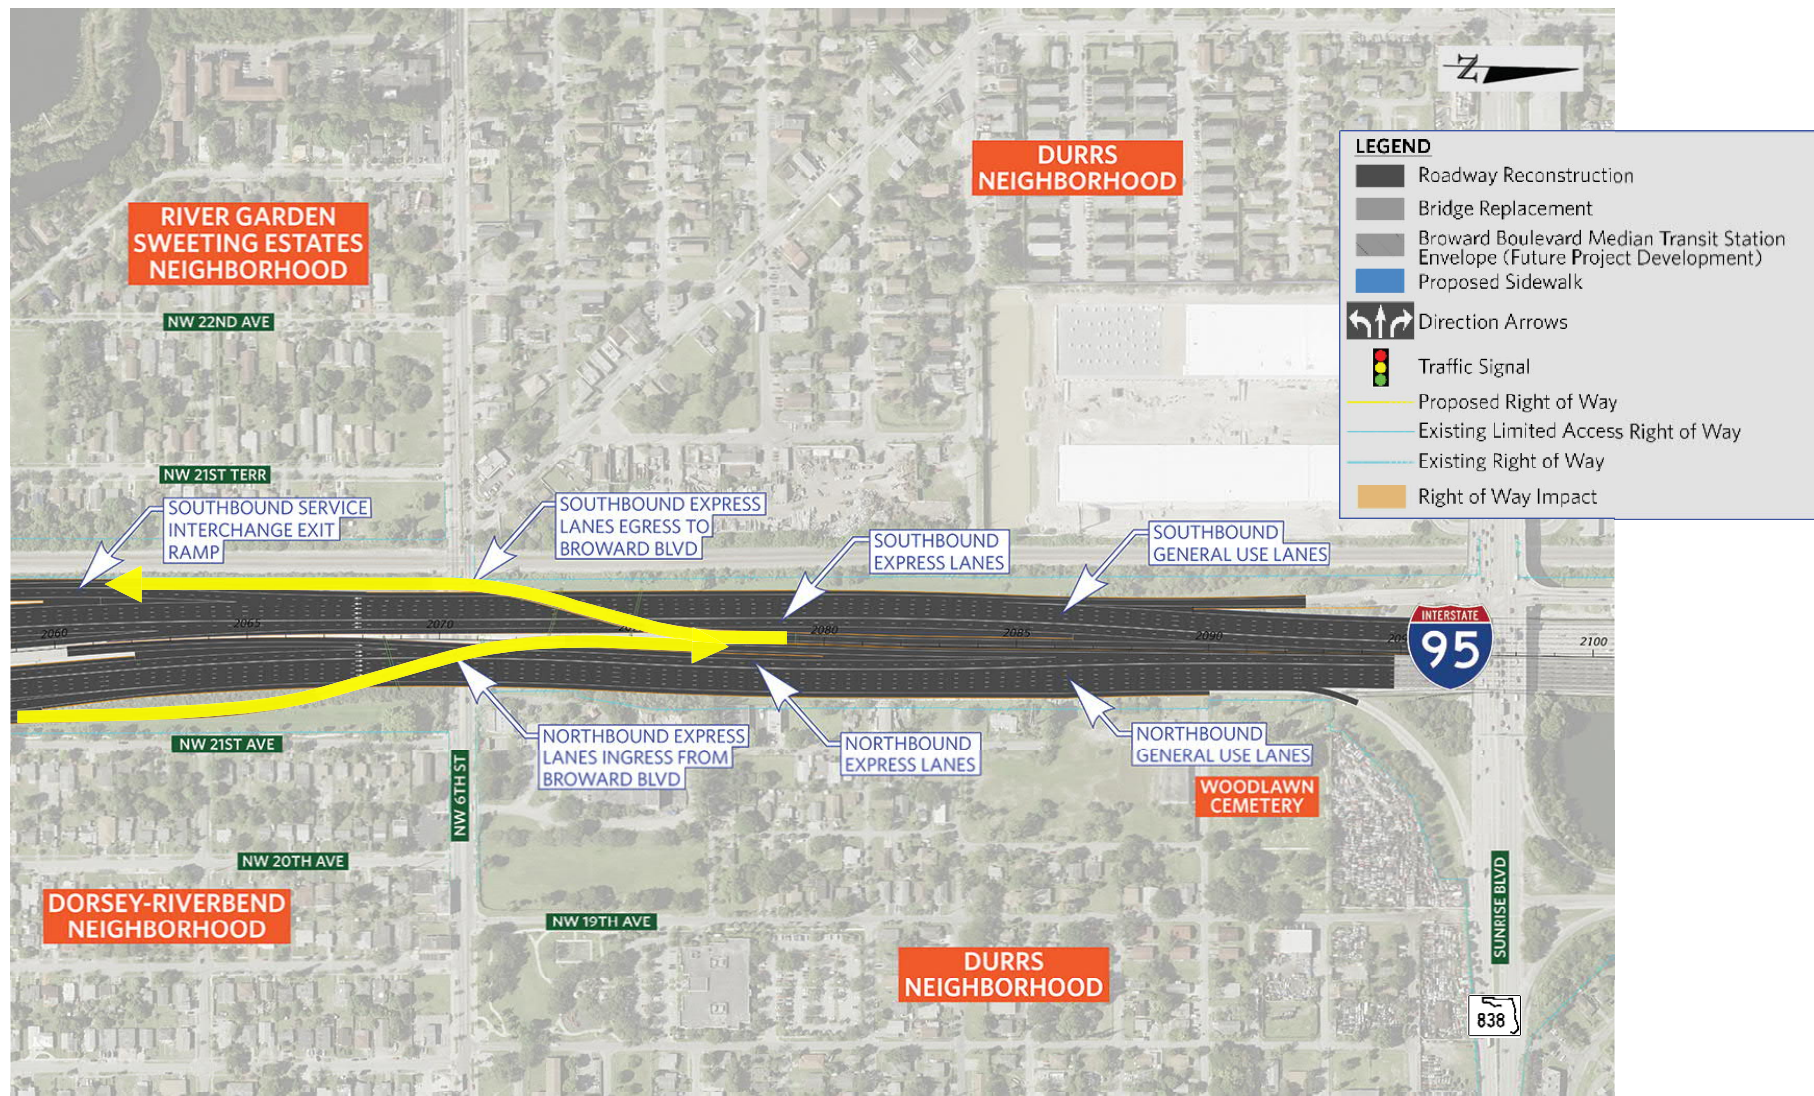 Z
DURRS
NEIGHBORHOOD
RIVER GARDEN
SWEETING ESTATES
NEIGHBORHOOD
NW 22ND AVE
NW 21ST TERR
LEGEND
Roadway Reconstruction
Bridge Replacement
Broward Boulevard Median Transit Station
Envelope (Future Project Development)
Proposed Sidewalk
Direction Arrows
Traffic Signal
Proposed Right of Way
Existing Limited Access Right of Way
Existing Right of Way
Right of Way Impact
SOUTHBOUND SERVICE
INTERCHANGE EXIT
RAMP
SOUTHBOUND EXPRESS
LANES EGRESS TO
BROWARD BLVD
SOUTHBOUND
EXPRESS LANES
SOUTHBOUND
GENERAL USE LANES
2060
2065
2070
2080
2085
2090
2100
INTERSTATE
95
NORTHBOUND EXPRESS
LANES INGRESS FROM
BROWARD BLVD
NORTHBOUND
EXPRESS LANES
NORTHBOUND
GENERAL USE LANES
WOODLAWN
CEMETERY
NW 21ST AVE
NW 6TH ST
NW 20TH AVE
DORSEY-RIVERBEND
NEIGHBORHOOD
NW 19TH AVE
DURRS
NEIGHBORHOOD
SUNRISE BLVD
838